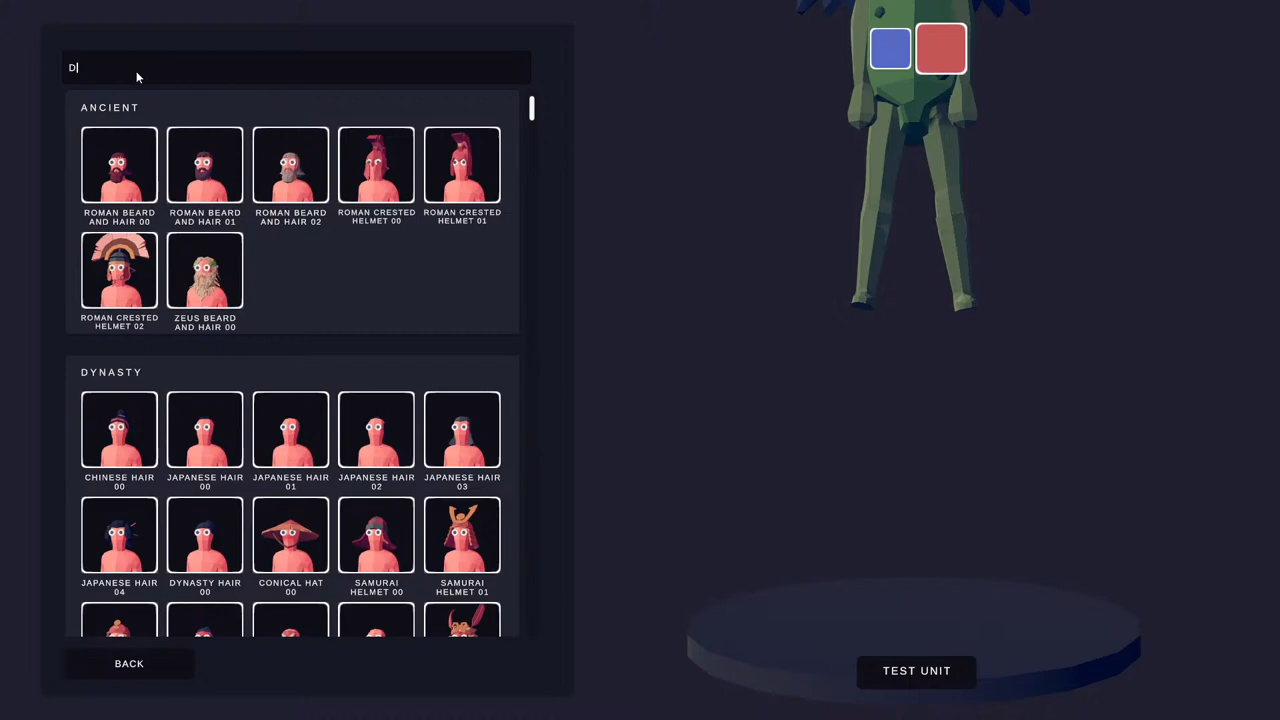 D
ANCIENT
ROMAN BEARD
AND HAIR 00
ROMAN BEARD
AND HAIR 01
ROMAN BEARD
AND HAIR 02
ROMAN CRESTED
HELMET 00
ROMAN CRESTED
HELMET 01
ROMAN CRESTED
HELMET 02
ZEUS BEARD
AND HAIR 00
DYNASTY
CHINESE HAIR
00
JAPANESE HAIR
00
JAPANESE HAIR
01
JAPANESE HAIR
02
JAPANESE HAIR
03
JAPANESE HAIR
04
DYNASTY HAIR
00
CONICAL HAT
00
SAMURAI
HELMET 00
SAMURAI
HELMET 01
BACK
TEST UNIT